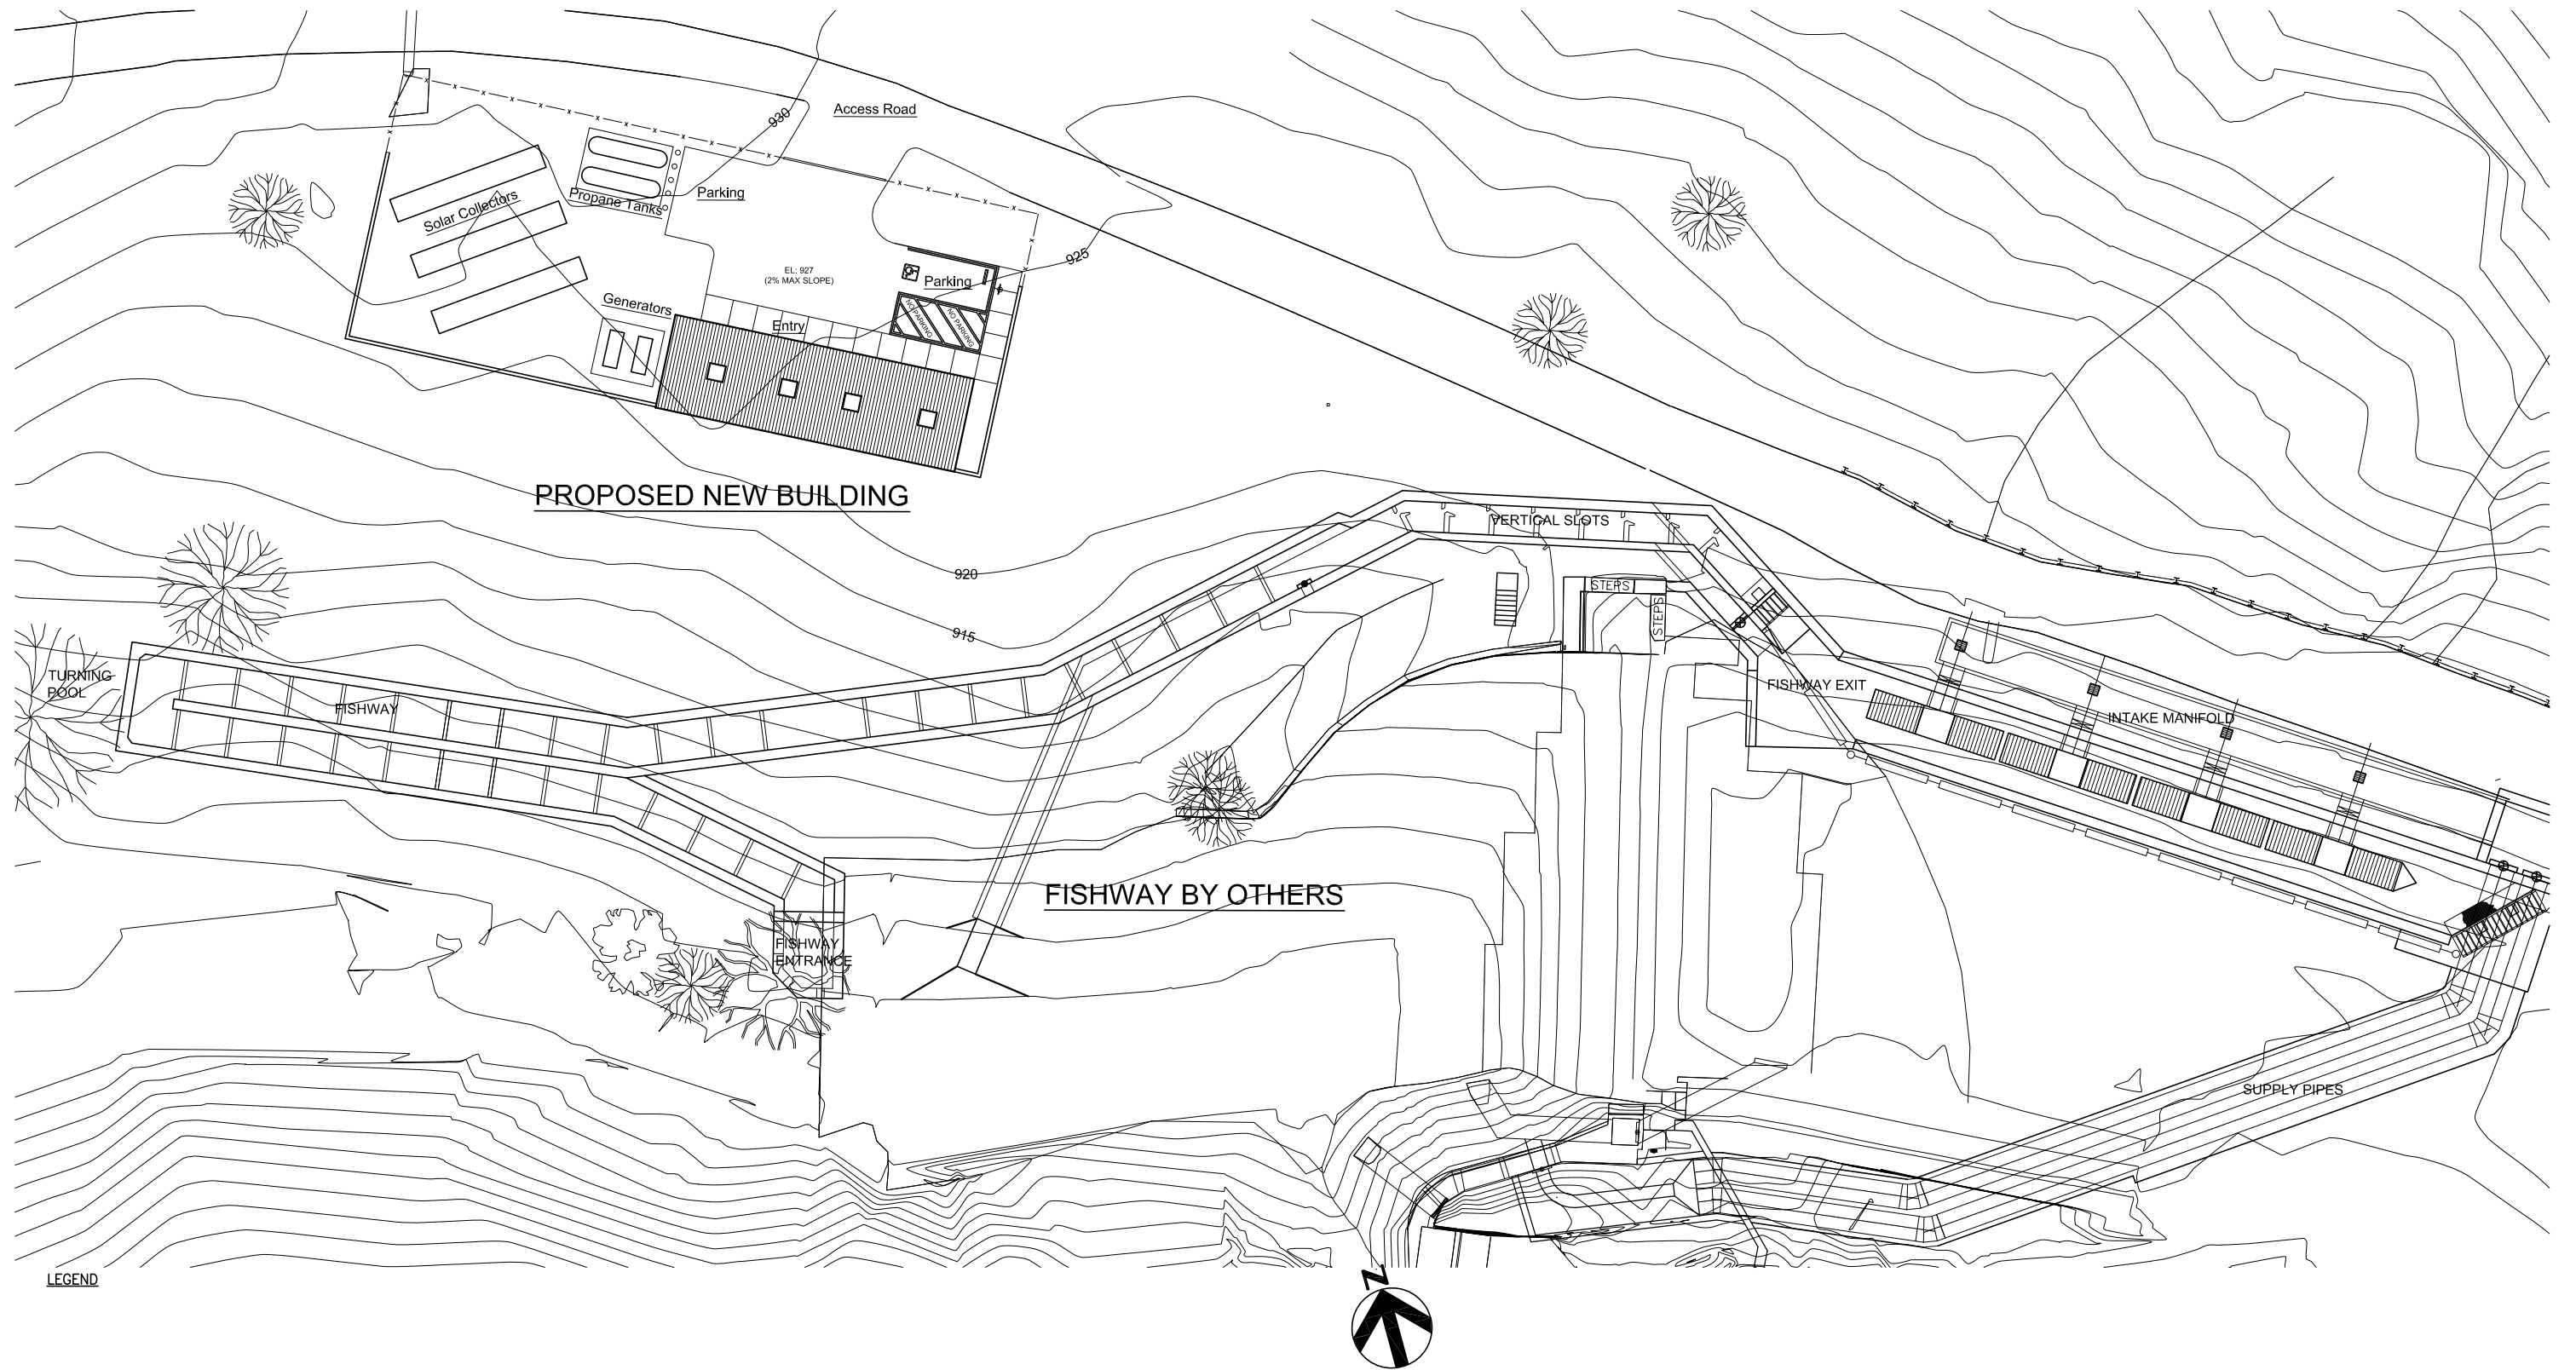 930
Access Road
Solar Collectors
Propane Tanks
Parking
925
EL: 927
(2% MAX SLOPE)
Parking
Generators
Entry
NO PARKING
NO PARKING
PROPOSED NEW BUILDING
VERTICAL SLOTS
920
STEPS
STEPS
915
TURNING
POOL
FISHWAY
FISHWAY EXIT
INTAKE MANIFOLD
FISHWAY BY OTHERS
FISHWAY
ENTRANCE
SUPPLY PIPES
LEGEND
N